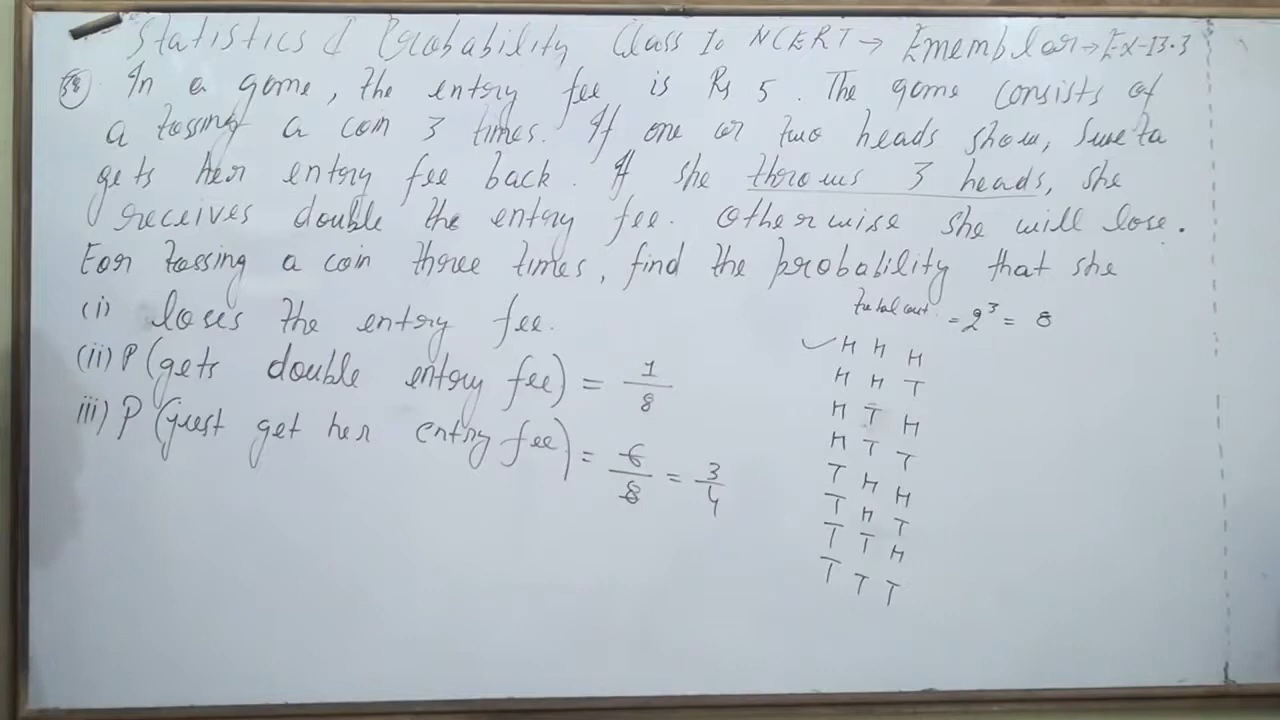 Statistics & Probability Class 10 NCERT → Exemplar → Ex-13.3
38 In a game, the entry fee is Rs 5. The game consists of
a tossing a coin 3 times. If one or two heads show, Sweta
gets her entry fee back. If she throws 3 heads, she
receives double the entry fee. Otherwise she will lose.
For tossing a coin three times, find the probability that she
(i) loses the entry fee.
(ii) P(gets double entry fee) = 1/8
iii) P (just get her entry fee) = 6/8 = 3/4
Total out. = 2³ = 8
✓ H H H
H H T
H T H
H T T
T H H
T H T
T T H
T T T